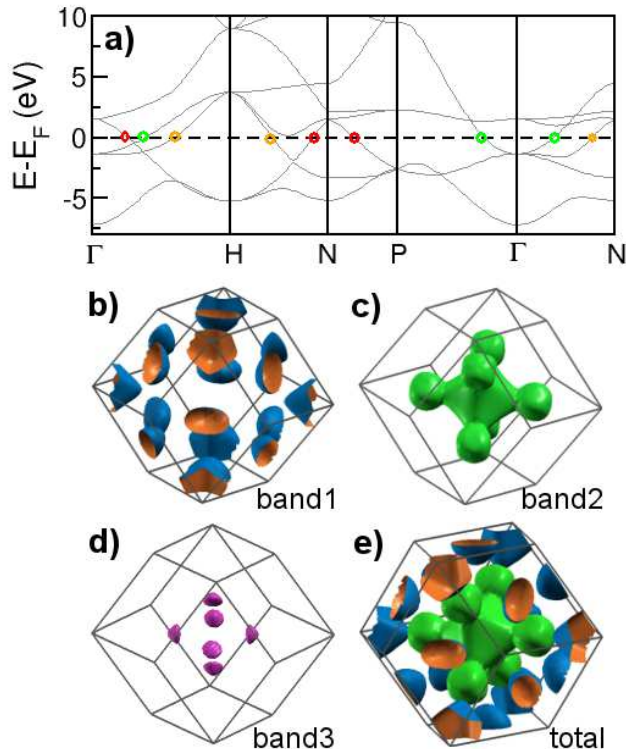 a)
E-E_F (eV)
10
5
0
-5
Γ H N P Γ N
b)
c)
band1
band2
d)
e)
band3
total